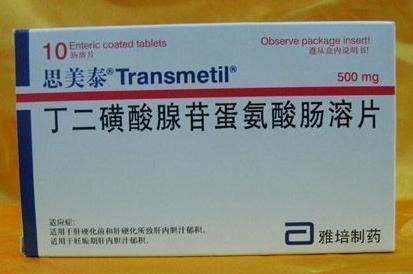 10 Enteric coated tablets
肠溶片
Observe package insert!
遵从盒内说明书!
思美泰®Transmetil®
500 mg
丁二磺酸腺苷蛋氨酸肠溶片
适应症:
适用于肝硬化前和肝硬化所致肝内胆汁郁积。
适用于妊娠期肝内胆汁郁积。
雅培制药